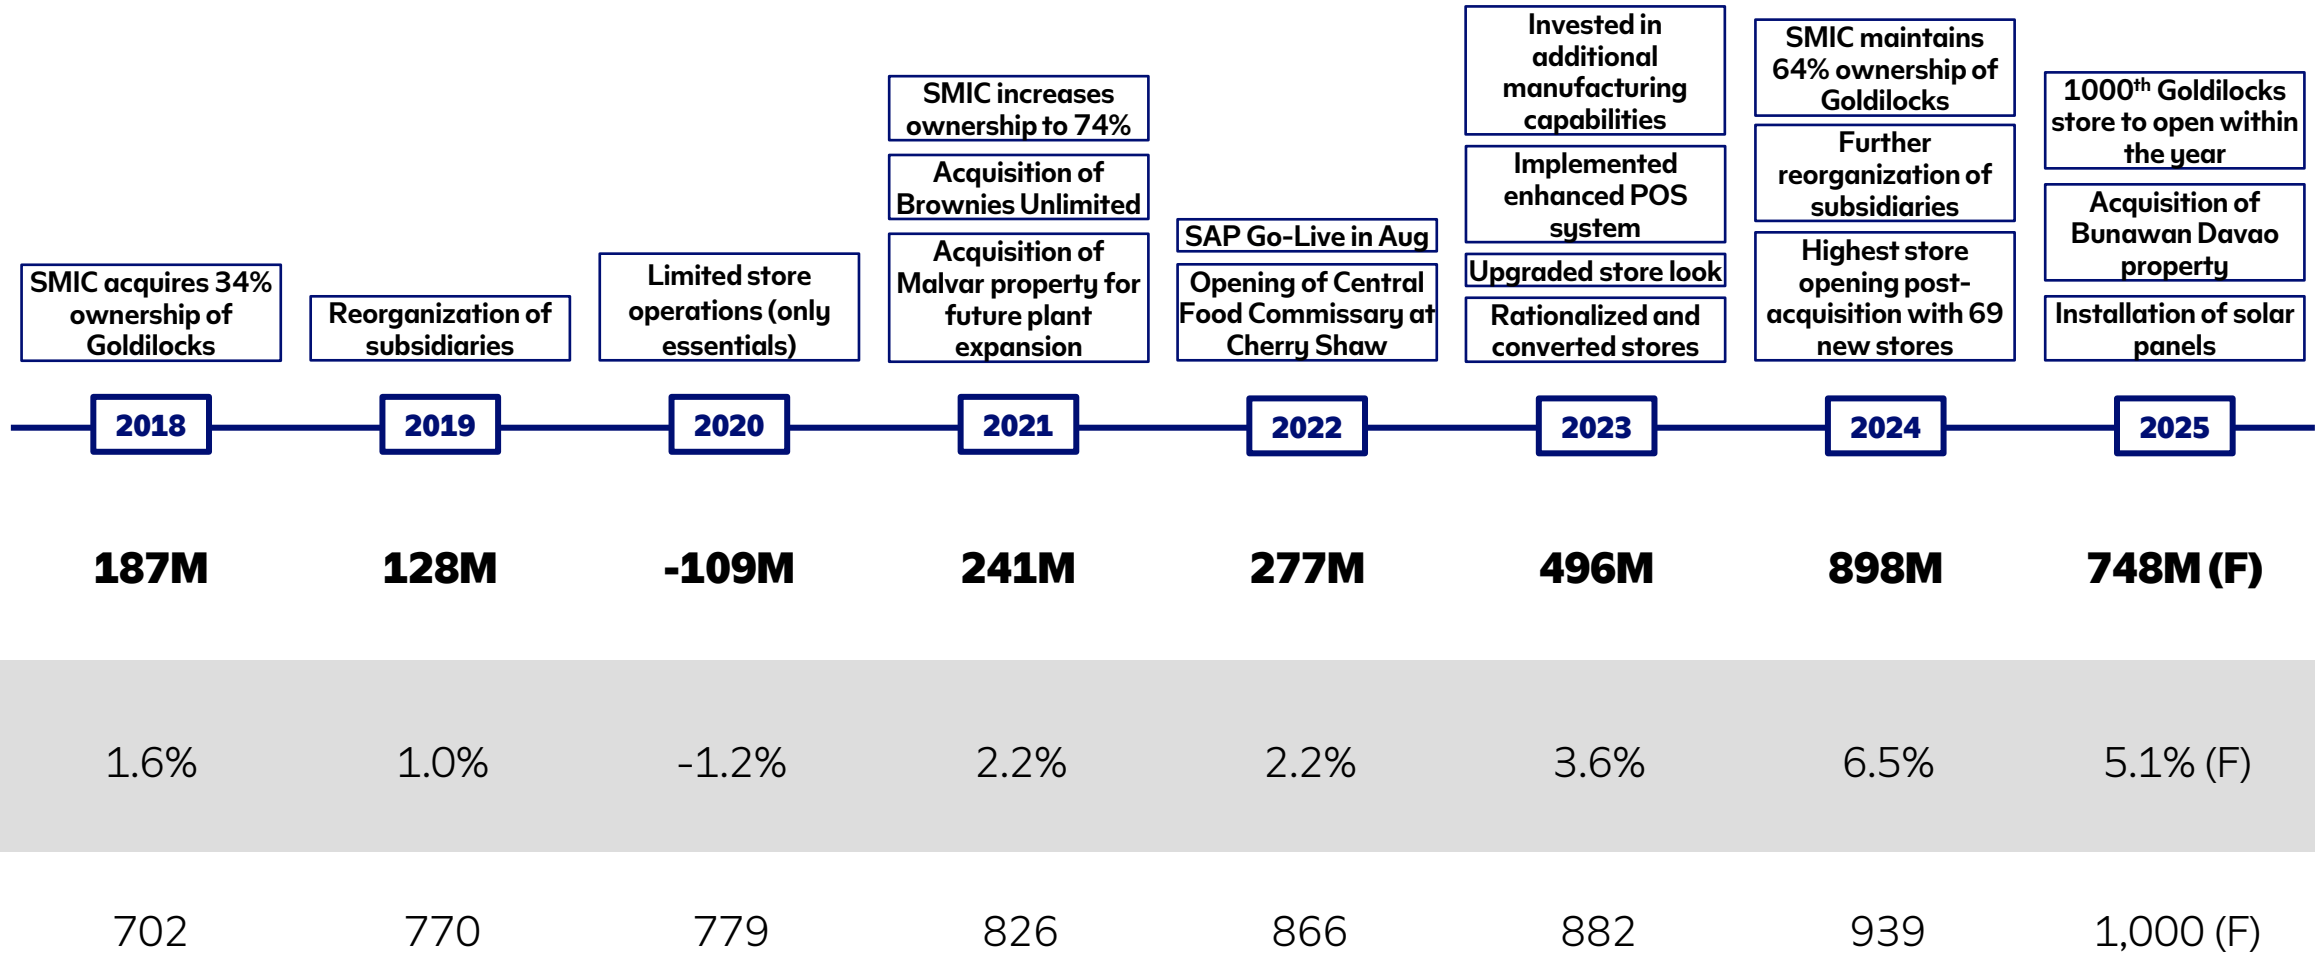 SMIC acquires 34%
ownership of
Goldilocks
Reorganization of
subsidiaries
Limited store
operations (only
essentials)
SMIC increases
ownership to 74%
Acquisition of
Brownies Unlimited
Acquisition of
Malvar property for
future plant
expansion
SAP Go-Live in Aug
Opening of Central
Food Commissary at
Cherry Shaw
Invested in
additional
manufacturing
capabilities
Implemented
enhanced POS
system
Upgraded store look
Rationalized and
converted stores
SMIC maintains
64% ownership of
Goldilocks
Further
reorganization of
subsidiaries
Highest store
opening post-
acquisition with 69
new stores
1000th Goldilocks
store to open within
the year
Acquisition of
Bunawan Davao
property
Installation of solar
panels
2018 2019 2020 2021 2022 2023 2024 2025
187M 128M -109M 241M 277M 496M 898M 748M (F)
1.6% 1.0% -1.2% 2.2% 2.2% 3.6% 6.5% 5.1% (F)
702 770 779 826 866 882 939 1,000 (F)